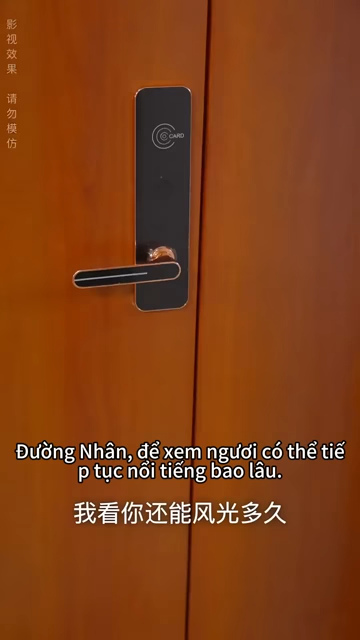 影视效果 请勿模仿
CARD
Đường Nhân, để xem ngươi có thể tiế
p tục nổi tiếng bao lâu.
我看你还能风光多久